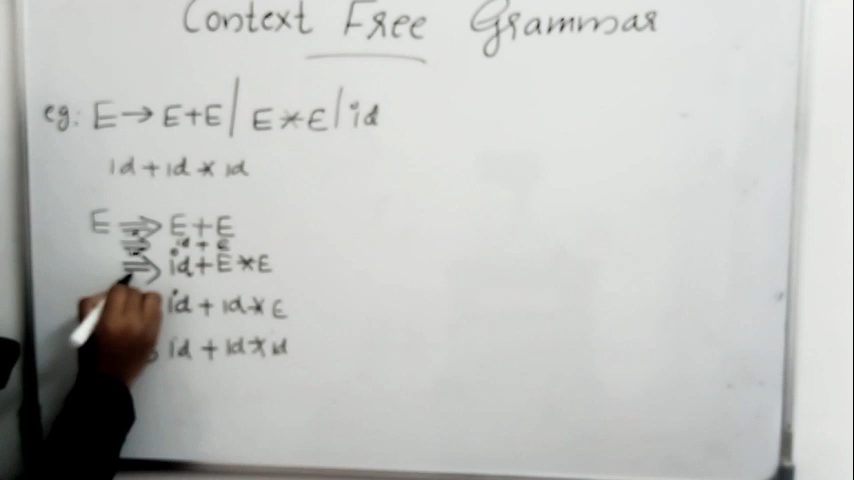 Context Free Grammar
eg: E → E+E | E*E | id
id + id * id
E ⇒ E+E
⇒ id + E
⇒ id+E*E
id + id * E
id + id * id